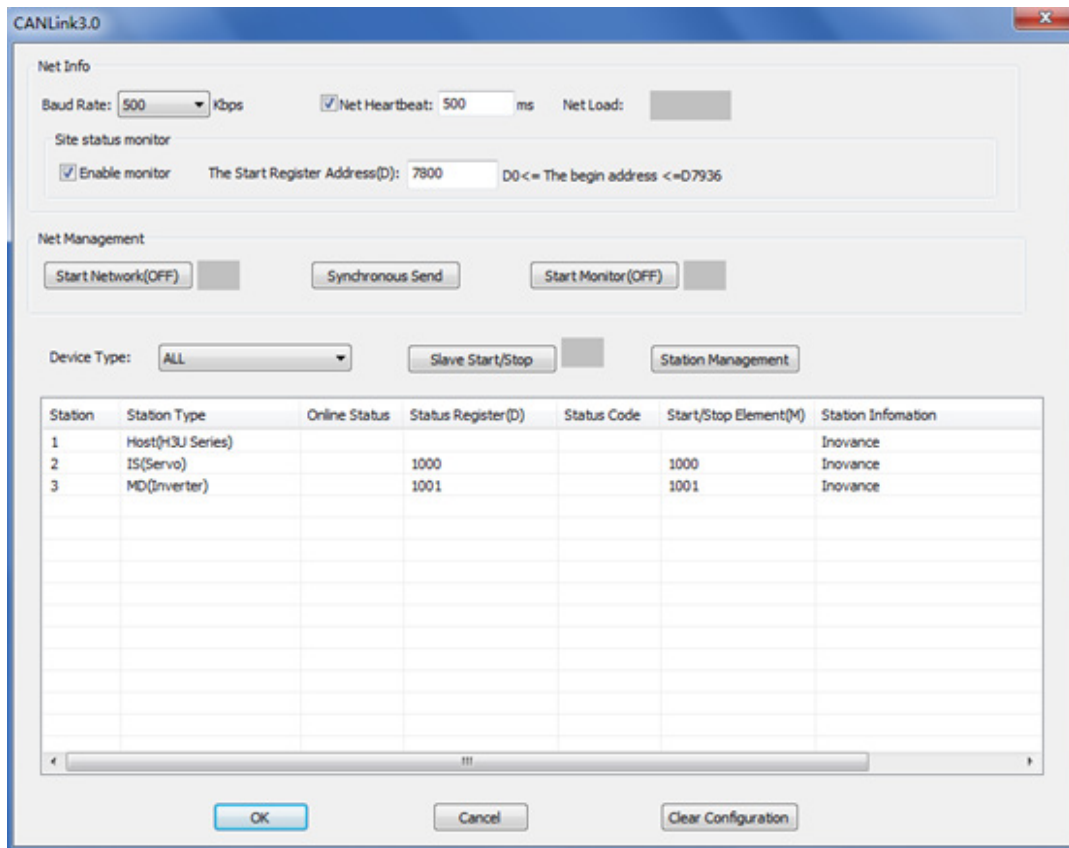 CANLink3.0
Net Info
Baud Rate: 500 Kbps Net Heartbeat: 500 ms Net Load:
Site status monitor
Enable monitor The Start Register Address(D): 7800 D0<= The begin address <=D7936
Net Management
Start Network(OFF) Synchronous Send Start Monitor(OFF)
Device Type: ALL Slave Start/Stop Station Management
Station Station Type Online Status Status Register(D) Status Code Start/Stop Element(M) Station Infomation
1 Host(H3U Series) Inovance
2 IS(Servo) 1000 1000 Inovance
3 MD(Inverter) 1001 1001 Inovance
OK Cancel Clear Configuration